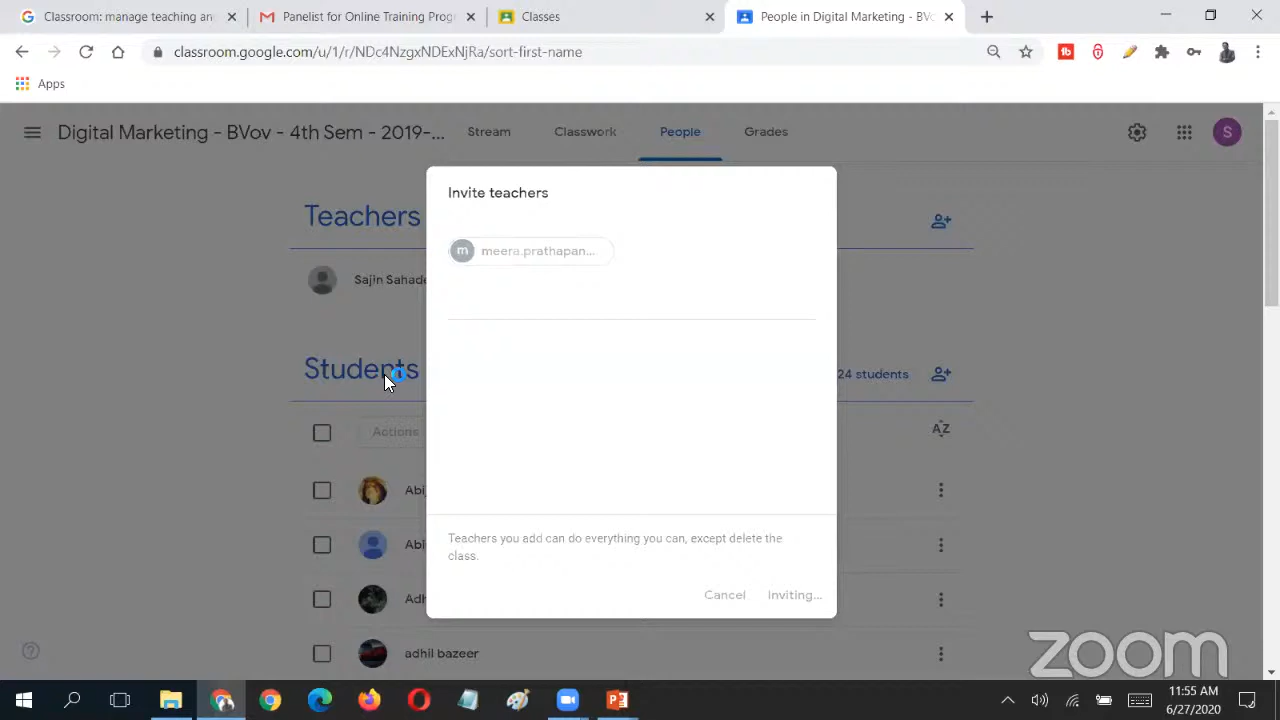 Classroom: manage teaching an
Panelist for Online Training Prog
Classes
People in Digital Marketing - BVo
classroom.google.com/u/1/r/NDc4NzgxNDExNjRa/sort-first-name
Apps
Digital Marketing - BVov - 4th Sem - 2019-...
Stream
Classwork
People
Grades
S
Invite teachers
Teachers
m
meera.prathapan...
Sajin Sahade
Students
24 students
Actions
AZ
Abi
Abi
Teachers you add can do everything you can, except delete the
class.
Cancel
Inviting...
Adh
adhil bazeer
zoom
11:55 AM
6/27/2020